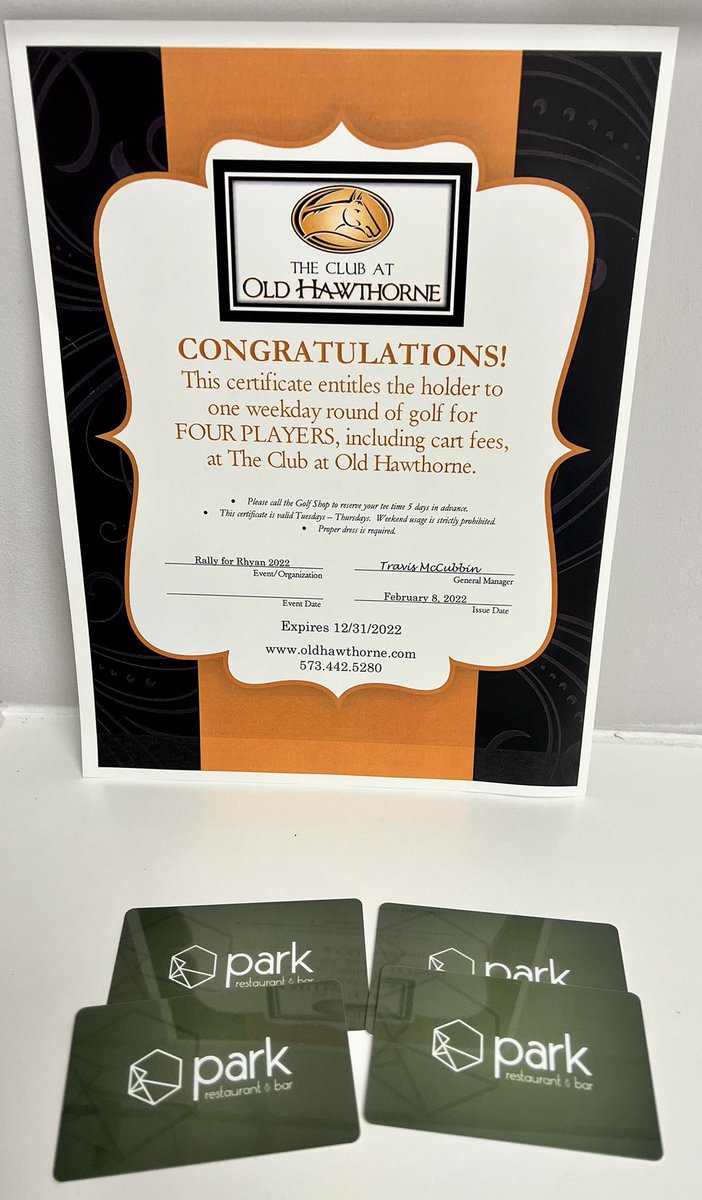 THE CLUB AT
OLD HAWTHORNE
CONGRATULATIONS!
This certificate entitles the holder to
one weekday round of golf for
FOUR PLAYERS, including cart fees,
at The Club at Old Hawthorne.
• Please call the Golf Shop to reserve your tee time 5 days in advance.
• This certificate is valid Tuesdays – Thursdays. Weekend usage is strictly prohibited.
• Proper dress is required.
Rally for Rhyan 2022
Event/Organization
Travis McCubbin
General Manager
Event Date
February 8, 2022
Issue Date
Expires 12/31/2022
www.oldhawthorne.com
573.442.5280
park
restaurant & bar
park
park
restaurant & bar
park
restaurant & bar